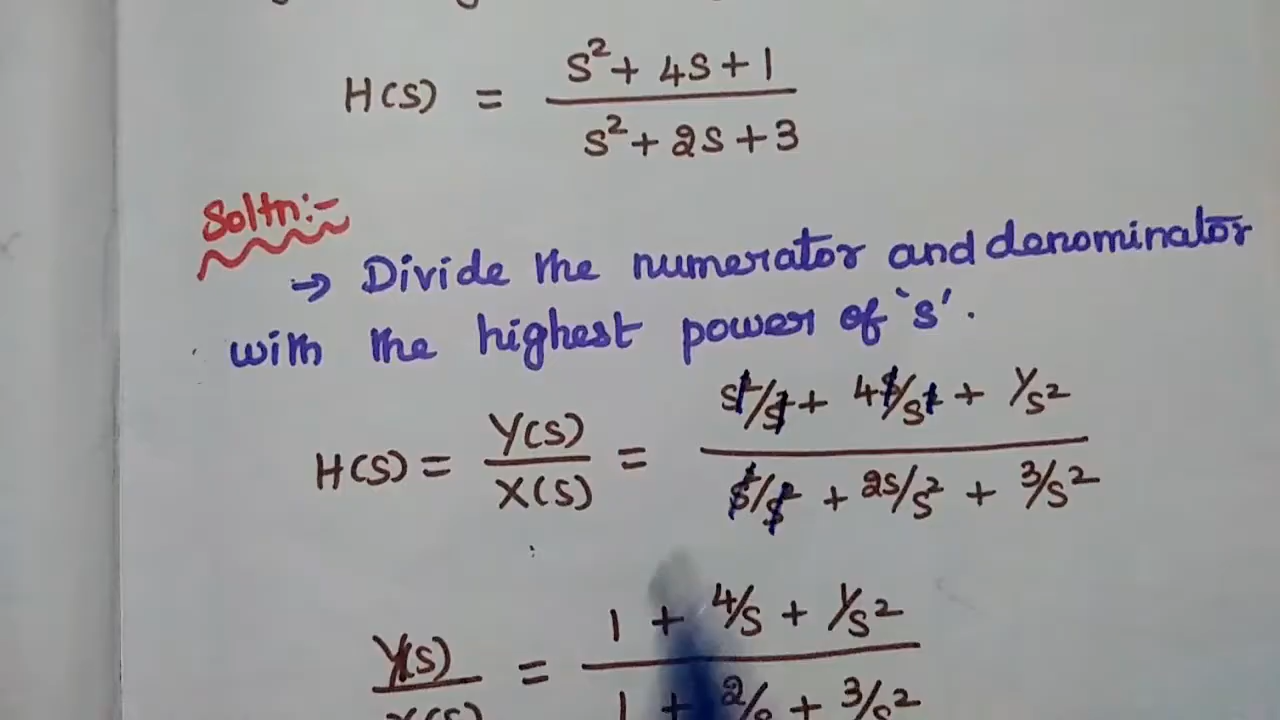 H(S) = S²+ 4S+1 / S²+ 2S+3
Soltn:-
→ Divide the numerator and denominator
with the highest power of 's'.
H(S) = Y(S)/X(S) = S²/S² + 4S/S² + 1/S² / S²/S² + 2S/S² + 3/S²
Y(S)/X(S) = 1 + 4/S + 1/S² / 1 + 2/S + 3/S²